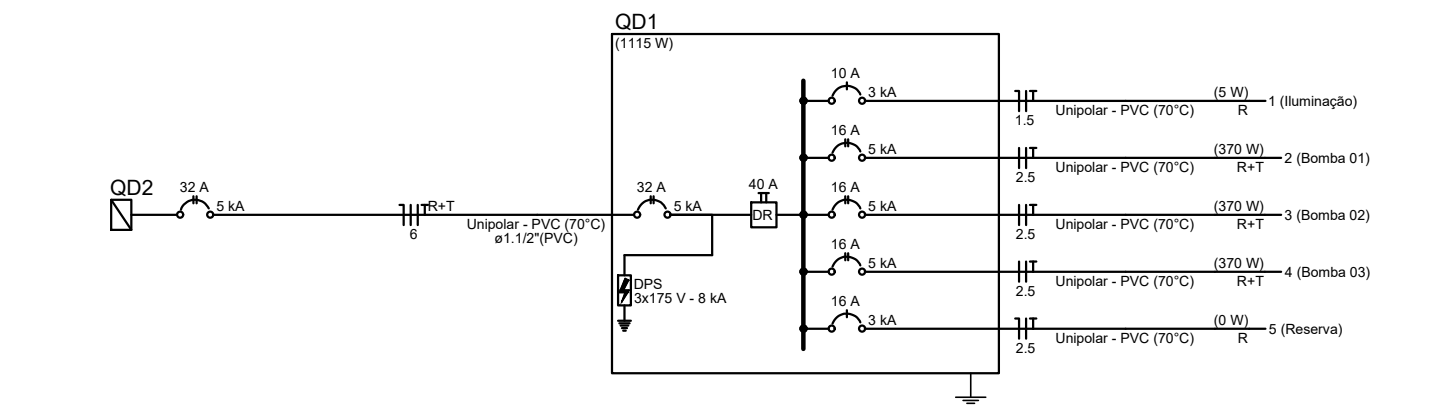 QD1
(1115 W)
10 A
3 kA
1.5
Unipolar - PVC (70°C)
(5 W)
R
1 (Iluminação)
16 A
5 kA
2.5
Unipolar - PVC (70°C)
(370 W)
R+T
2 (Bomba 01)
QD2
32 A
5 kA
R+T
6
Unipolar - PVC (70°C)
ø1.1/2"(PVC)
32 A
5 kA
40 A
DR
16 A
5 kA
2.5
Unipolar - PVC (70°C)
(370 W)
R+T
3 (Bomba 02)
DPS
3x175 V - 8 kA
16 A
5 kA
2.5
Unipolar - PVC (70°C)
(370 W)
R+T
4 (Bomba 03)
16 A
3 kA
2.5
Unipolar - PVC (70°C)
(0 W)
R
5 (Reserva)